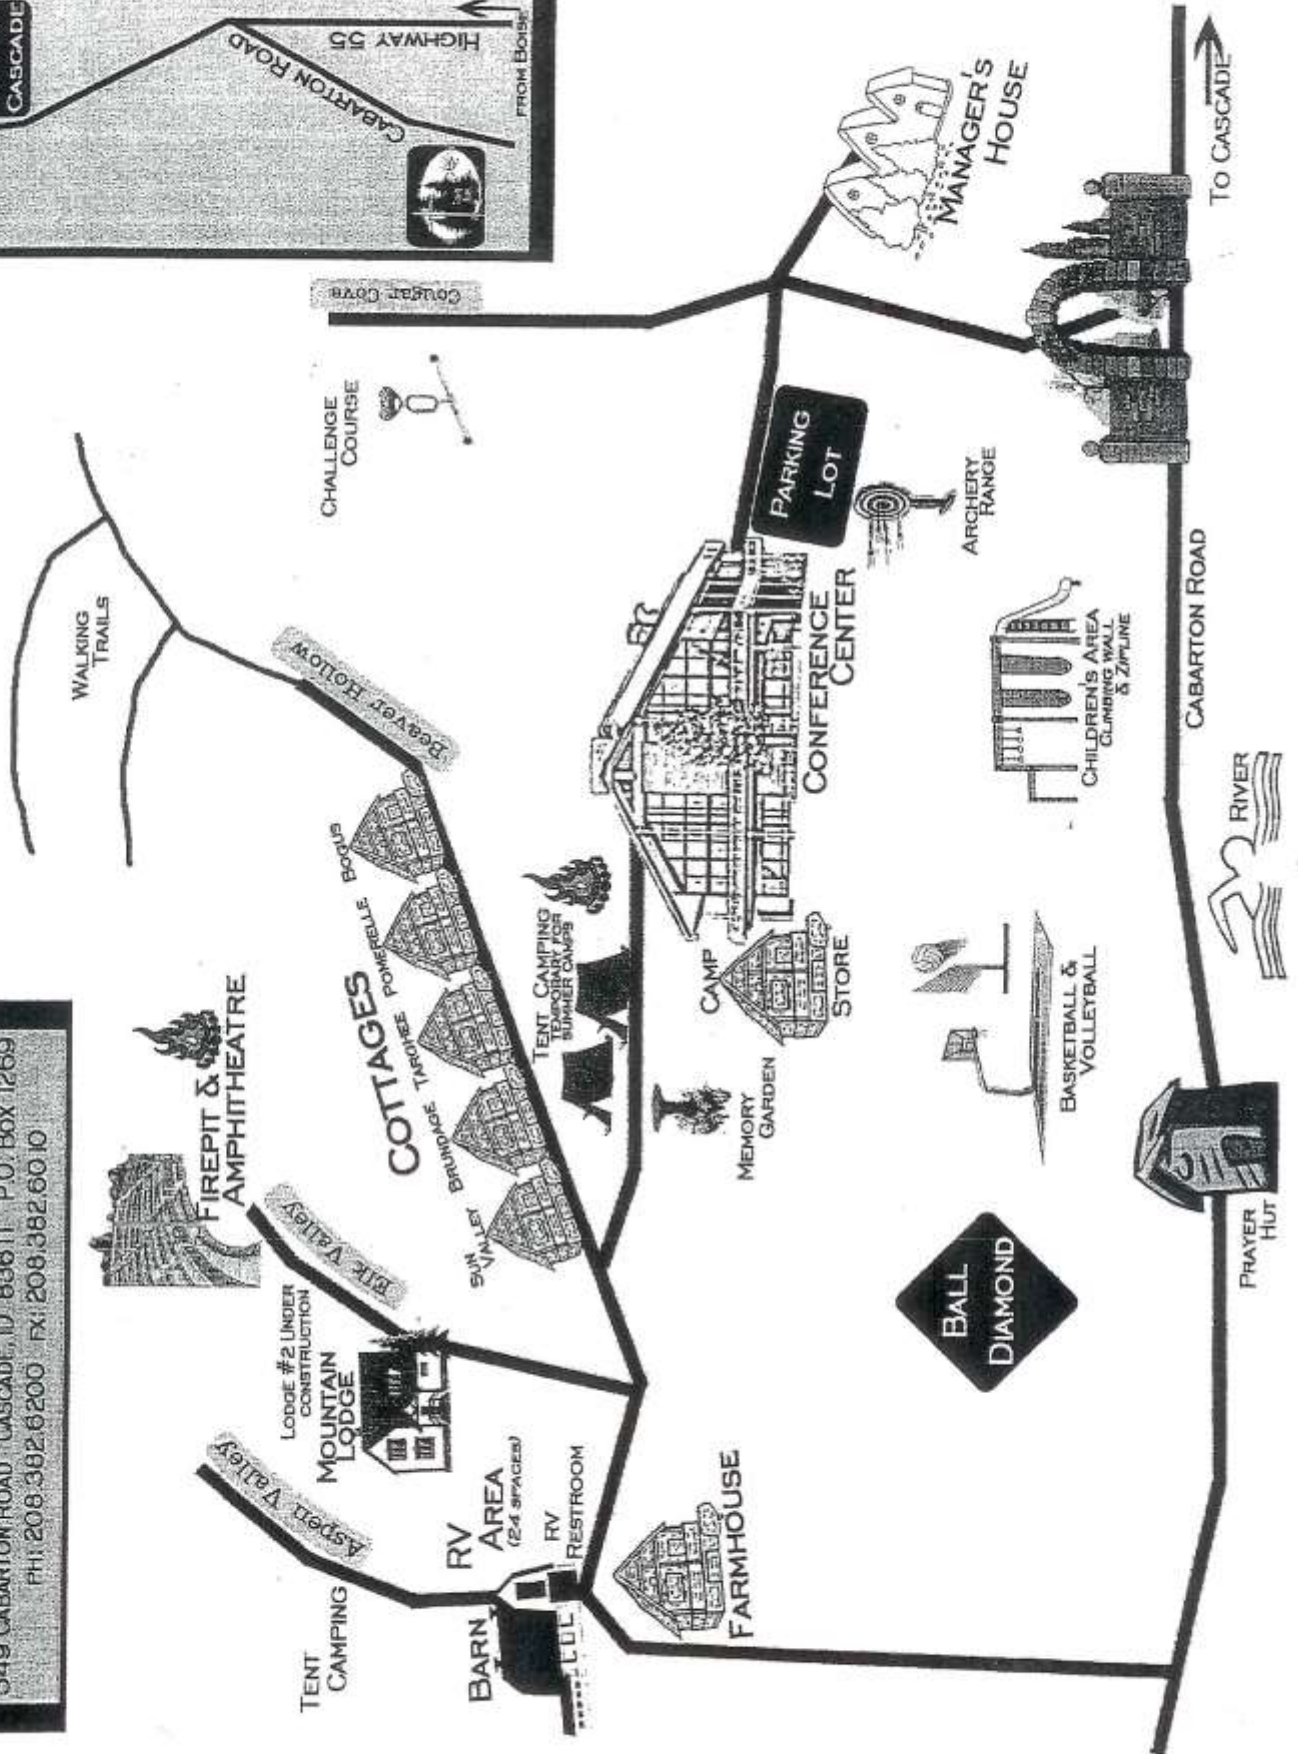 549 CABARTON ROAD CASCADE, ID 83611 P.O. BOX 1269
PH: 208.382.6200 FX: 208.382.6010
CASCADE
CABARTON ROAD
HIGHWAY 55
FROM BOISE
WALKING
TRAILS
FIREPIT &
AMPHITHEATRE
CHALLENGE
COURSE
Cougar Cove
Aspen Valley
Elk Valley
Beaver Hollow
TENT
CAMPING
LODGE #2 UNDER
CONSTRUCTION
MOUNTAIN
LODGE
COTTAGES
SUN
VALLEY
BRUNDAGE
TARGHEE
POMERELLE
BOGUS
BARN
RV
AREA
(24 SPACES)
RV
RESTROOM
TENT CAMPING
TEMPORARY FOR
SUMMER CAMPS
FARMHOUSE
MEMORY
GARDEN
CAMP
STORE
CONFERENCE
CENTER
PARKING
LOT
MANAGER'S
HOUSE
ARCHERY
RANGE
BALL
DIAMOND
BASKETBALL &
VOLLEYBALL
CHILDREN'S AREA
CLIMBING WALL
& ZIPLINE
PRAYER
HUT
RIVER
CABARTON ROAD
TO CASCADE